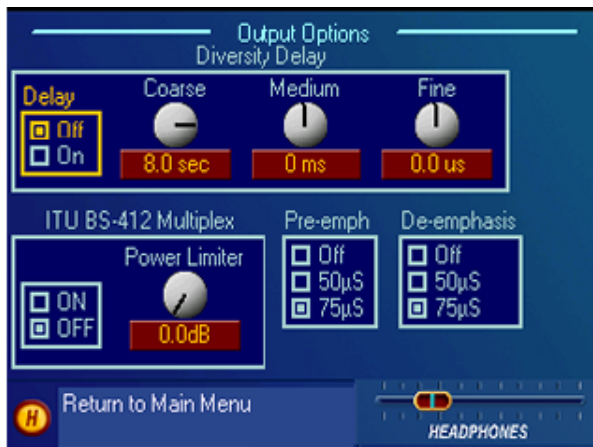 Output Options
Diversity Delay
Delay
Off
On
Coarse
8.0 sec
Medium
0 ms
Fine
0.0 us
ITU BS-412 Multiplex
ON
OFF
Power Limiter
0.0dB
Pre-emph
Off
50µS
75µS
De-emphasis
Off
50µS
75µS
H
Return to Main Menu
HEADPHONES